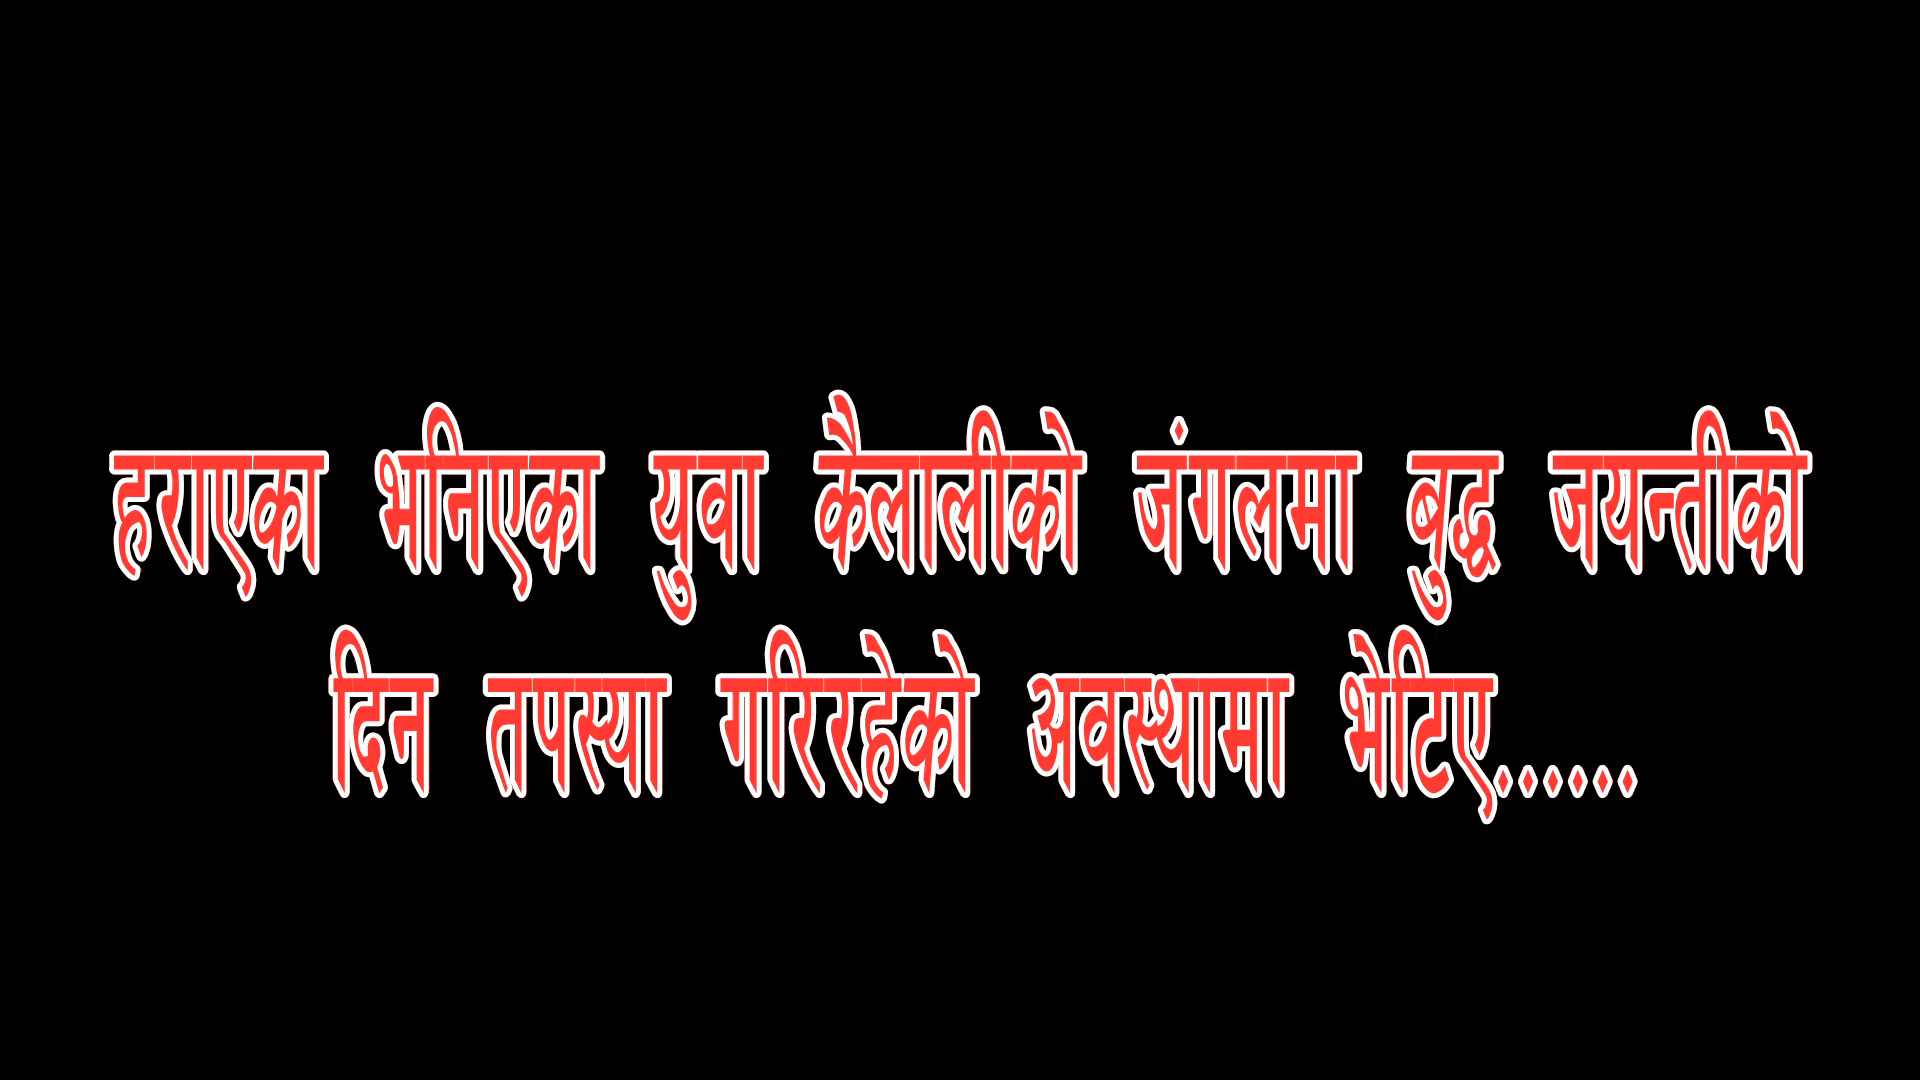 हराएका भनिएका युवा कैलालीको जंगलमा बुद्ध जयन्तीको
दिन तपस्या गरिरहेको अवस्थामा भेटिए......